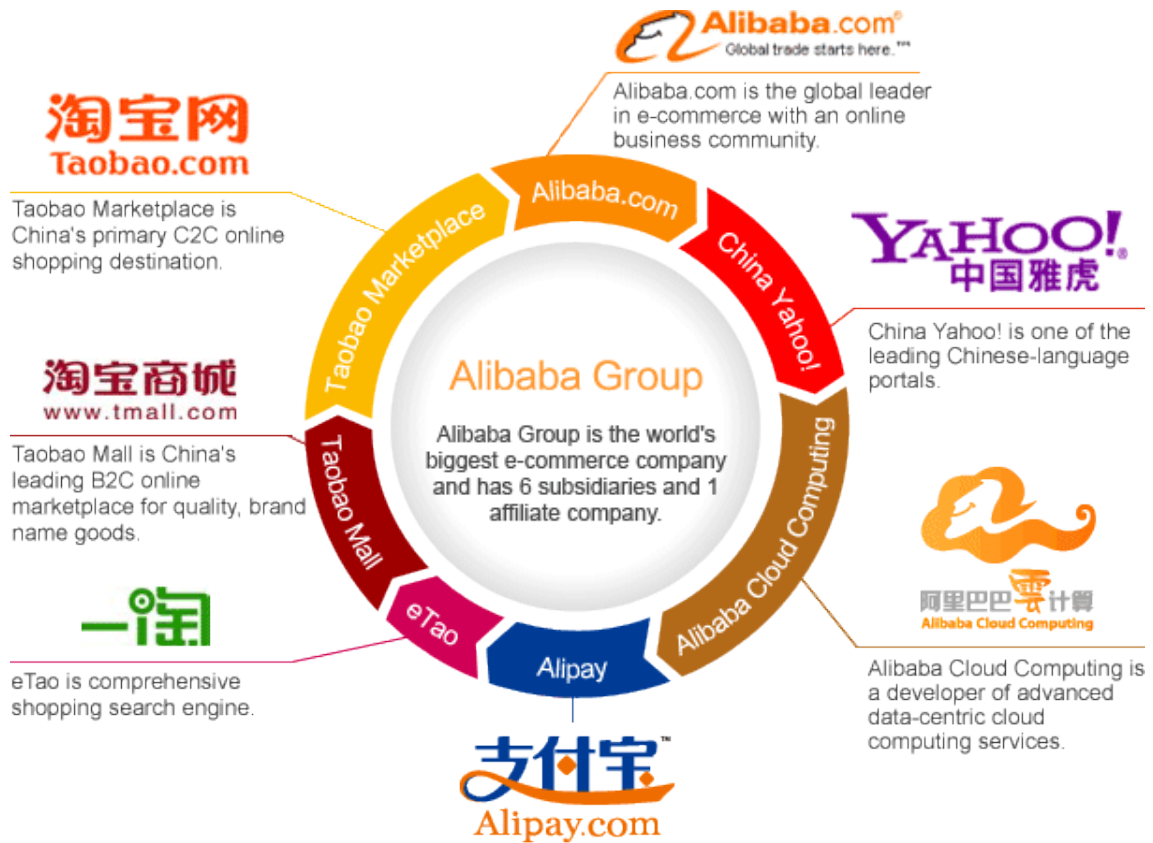 Alibaba.com®
Global trade starts here.™
Alibaba.com is the global leader
in e-commerce with an online
business community.
淘宝网
Taobao.com
Taobao Marketplace is
China's primary C2C online
shopping destination.
YAHOO!®
中国雅虎
China Yahoo! is one of the
leading Chinese-language
portals.
淘宝商城
www.tmall.com
Taobao Mall is China's
leading B2C online
marketplace for quality, brand
name goods.
阿里巴巴雲计算
Alibaba Cloud Computing
Alibaba Cloud Computing is
a developer of advanced
data-centric cloud
computing services.
一淘
eTao is comprehensive
shopping search engine.
支付宝™
Alipay.com
Alibaba.com
China Yahoo!
Alibaba Cloud Computing
Alipay
eTao
Taobao Mall
Taobao Marketplace
Alibaba Group
Alibaba Group is the world's
biggest e-commerce company
and has 6 subsidiaries and 1
affiliate company.